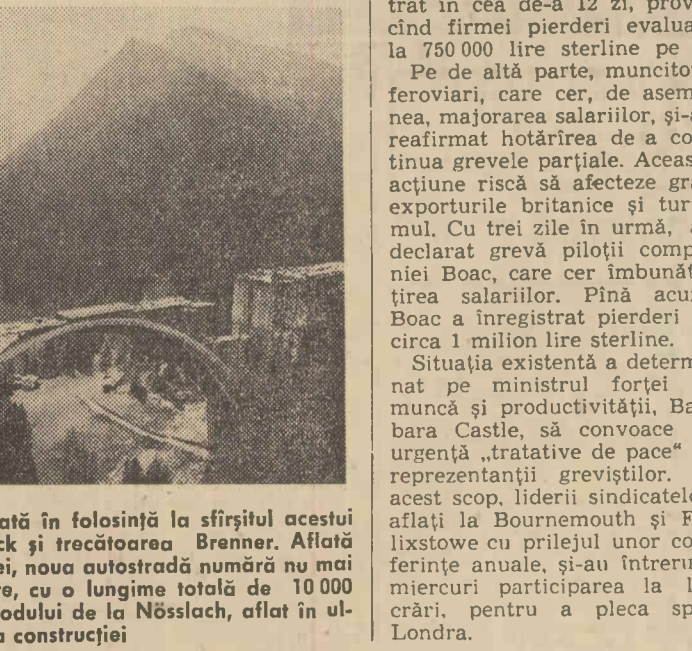 ată în folosință la sfîrșitul acestui
ck și trecătoarea Brenner. Aflată
ei, noua autostradă numără nu mai
re, cu o lungime totală de 10 000
odului de la Nösslach, aflat în ul-
a construcției
trat în cea de-a 12 zi, prov
cînd firmei pierderi evalua
la 750 000 lire sterline pe
Pe de altă parte, muncito
feroviari, care cer, de asem
nea, majorarea salariilor, și-
reafirmat hotărîrea de a co
tinua grevele parțiale. Aceas
acțiune riscă să afecteze gra
exporturile britanice și tur
mul. Cu trei zile în urmă,
declarat grevă piloții comp
niei Boac, care cer îmbunăt
țirea salariilor. Pînă acu
Boac a înregistrat pierderi
circa 1 milion lire sterline.
Situația existentă a determ
nat pe ministrul forței
muncă și productivității, Ba
bara Castle, să convoace
urgență „tratative de pace"
reprezentanții greviștilor.
acest scop, liderii sindicatel
aflați la Bournemouth și F
lixstowe cu prilejul unor co
ferințe anuale, și-au întreru
miercuri participarea la l
crări, pentru a pleca sp
Londra.